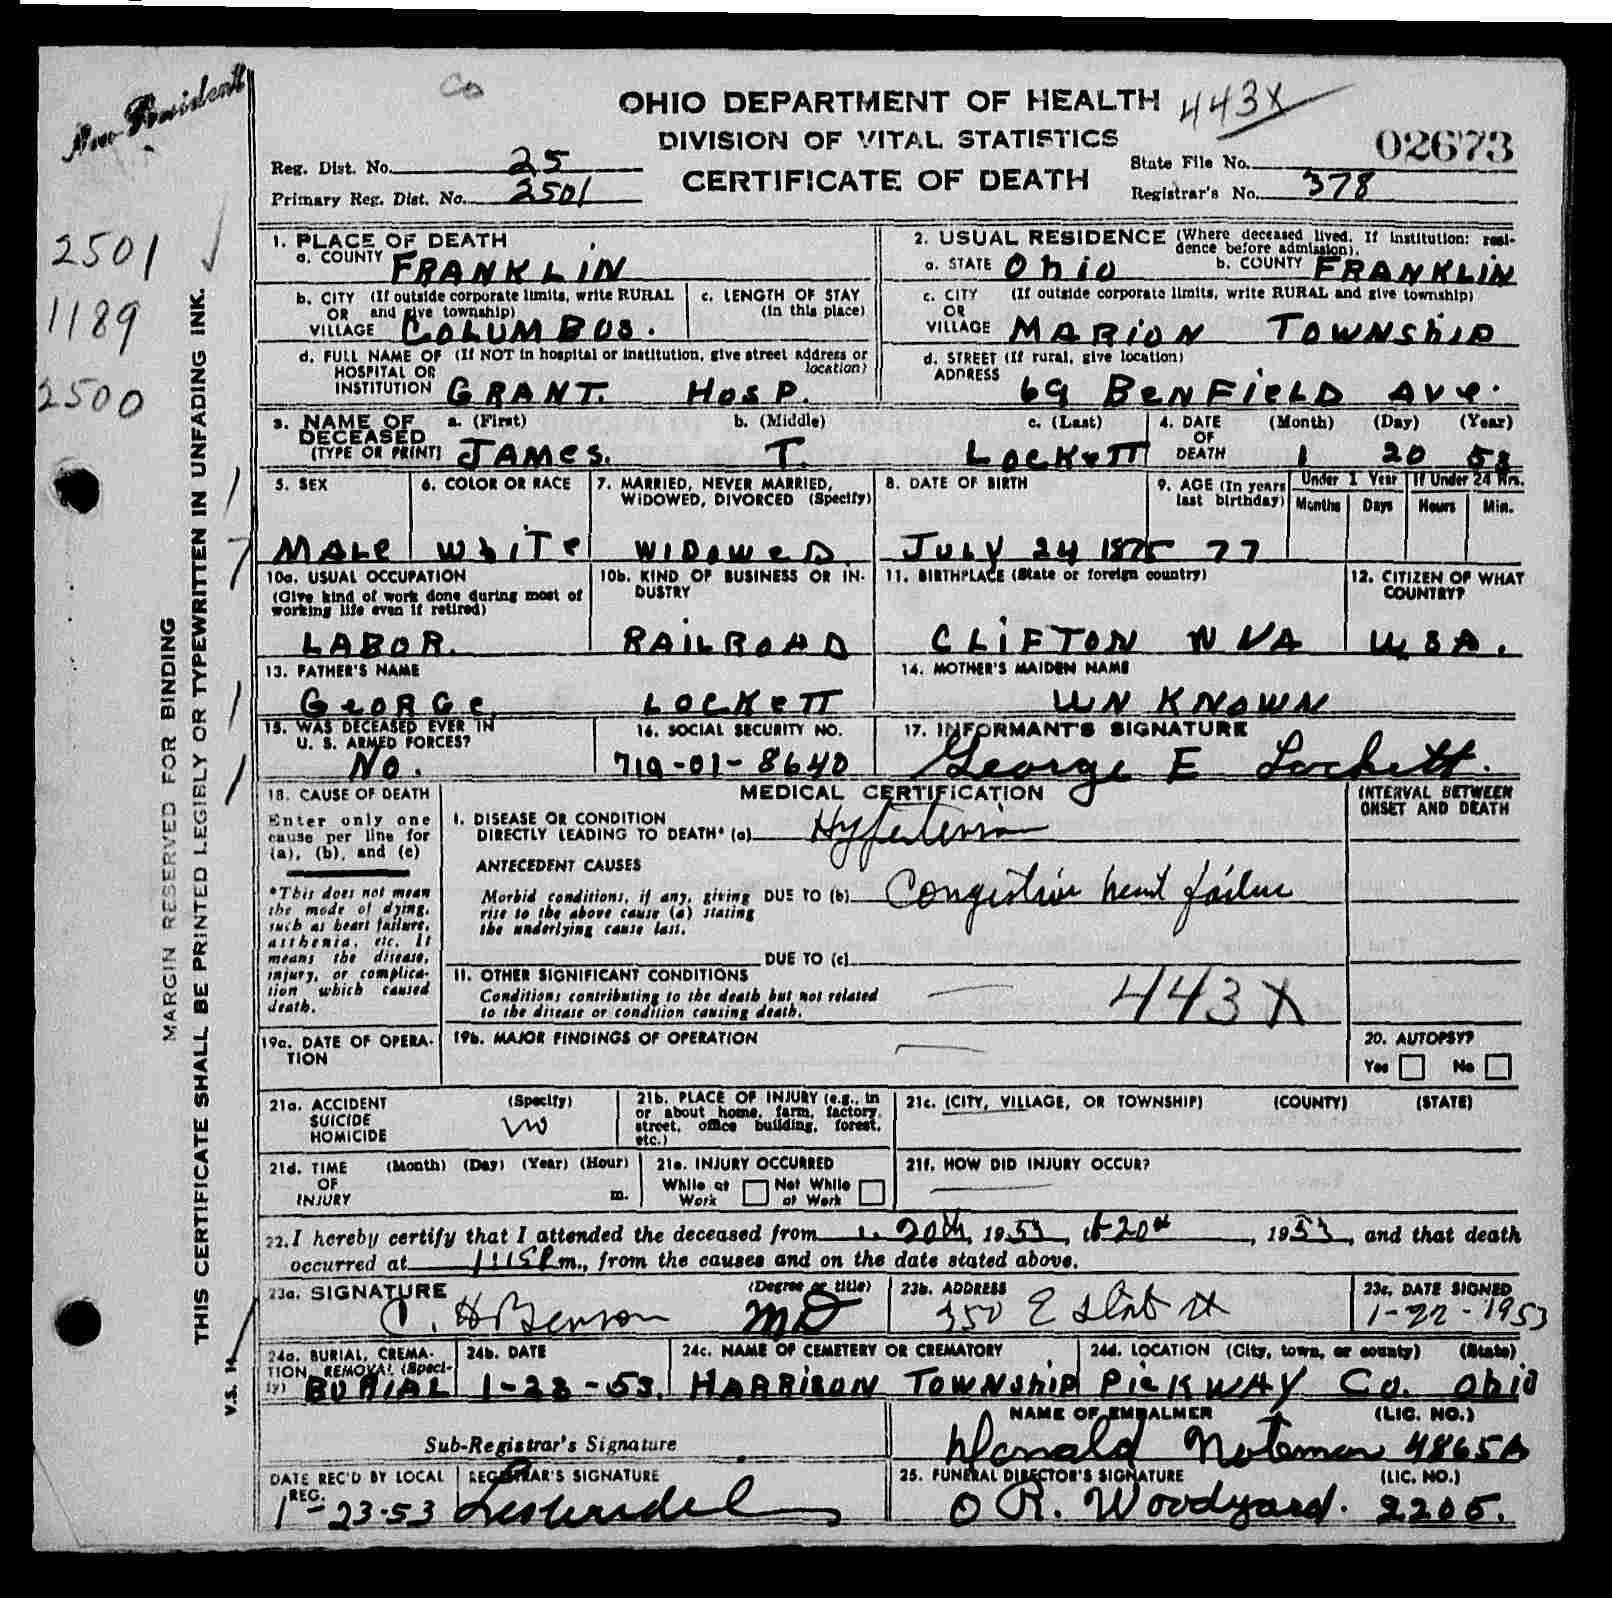 Non-Resident
Co
OHIO DEPARTMENT OF HEALTH 443X
DIVISION OF VITAL STATISTICS
CERTIFICATE OF DEATH
Reg. Dist. No. 25
Primary Reg. Dist. No. 2501
State File No. 02673
Registrar's No. 378
2501
1189
2500
MARGIN RESERVED FOR BINDING
THIS CERTIFICATE SHALL BE PRINTED LEGIBLY OR TYPEWRITTEN IN UNFADING INK.
V.S. 14
1. PLACE OF DEATH
a. COUNTY FRANKLIN
2. USUAL RESIDENCE (Where deceased lived. If institution: residence before admission).
a. STATE Ohio b. COUNTY FRANKLIN
b. CITY (If outside corporate limits, write RURAL
OR and give township)
VILLAGE COLUMBUS.
c. LENGTH OF STAY
(in this place)
c. CITY (If outside corporate limits, write RURAL and give township)
OR
VILLAGE MARION TOWNShip
d. FULL NAME OF (If NOT in hospital or institution, give street address or location)
HOSPITAL OR
INSTITUTION GRANT. HOSP.
d. STREET (If rural, give location)
ADDRESS 69 BENFIELD AVE.
3. NAME OF DECEASED (TYPE OR PRINT)
a. (First) b. (Middle) c. (Last)
JAMES. T. LOCKETT
4. DATE OF DEATH (Month) (Day) (Year)
1 20 53
5. SEX
MALE
6. COLOR OR RACE
WhiTe
7. MARRIED, NEVER MARRIED,
WIDOWED, DIVORCED (Specify)
WIDOWED.
8. DATE OF BIRTH
JULY 24 1875
9. AGE (In years
last birthday)
77
Under 1 Year If Under 24 Hrs.
Months Days Hours Min.
10a. USUAL OCCUPATION
(Give kind of work done during most of
working life even if retired)
LABOR.
10b. KIND OF BUSINESS OR INDUSTRY
RAILROAD
11. BIRTHPLACE (State or foreign country)
CLIFTON W VA
12. CITIZEN OF WHAT
COUNTRY?
U.S.A.
13. FATHER'S NAME
GEORGE LOCKETT
14. MOTHER'S MAIDEN NAME
UNKNOWN
15. WAS DECEASED EVER IN
U. S. ARMED FORCES?
No.
16. SOCIAL SECURITY NO.
719-01-8640
17. INFORMANT'S SIGNATURE
George E Lockett.
18. CAUSE OF DEATH
Enter only one
cause per line for
(a), (b), and (c)
*This does not mean
the mode of dying,
such as heart failure,
asthenia, etc. It
means the disease,
injury, or complication
which caused
death.
MEDICAL CERTIFICATION
INTERVAL BETWEEN
ONSET AND DEATH
I. DISEASE OR CONDITION
DIRECTLY LEADING TO DEATH* (a) Hypertension
ANTECEDENT CAUSES
Morbid conditions, if any, giving
rise to the above cause (a) stating
the underlying cause last.
DUE TO (b) Congestive heart failure
DUE TO (c)
11. OTHER SIGNIFICANT CONDITIONS
Conditions contributing to the death but not related
to the disease or condition causing death.
443X
19a. DATE OF OPERATION
19b. MAJOR FINDINGS OF OPERATION
20. AUTOPSY?
Yes No
21a. ACCIDENT (Specify)
SUICIDE
HOMICIDE
no
21b. PLACE OF INJURY (e.g., in
or about home, farm, factory,
street, office building, forest,
etc.)
21c. (CITY, VILLAGE, OR TOWNSHIP) (COUNTY) (STATE)
21d. TIME (Month) (Day) (Year) (Hour)
OF
INJURY m.
21e. INJURY OCCURRED
While at Work Not While at Work
21f. HOW DID INJURY OCCUR?
22. I hereby certify that I attended the deceased from 1. 20th, 1953, to 20th, 1953, and that death
occurred at 11:15P m., from the causes and on the date stated above.
23a. SIGNATURE (Degree or title)
C. H Benson MD
23b. ADDRESS
350 E State St
23c. DATE SIGNED
1-22-1953
24a. BURIAL, CREMATION, REMOVAL (Specify)
BURIAL
24b. DATE
1-23-53.
24c. NAME OF CEMETERY OR CREMATORY
HARRISON TOWNShip
24d. LOCATION (City, town, or county) (State)
PICKWAY Co. Ohio
Sub-Registrar's Signature
NAME OF EMBALMER (LIC. NO.)
Donald Noteman 4865A
DATE REC'D BY LOCAL
REG.
1-23-53
REGISTRAR'S SIGNATURE
25. FUNERAL DIRECTOR'S SIGNATURE (LIC. NO.)
O R. Woodyard. 2205.